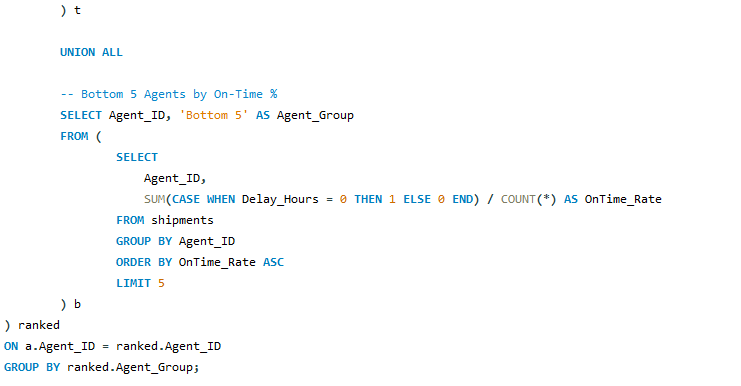 ) t
UNION ALL
-- Bottom 5 Agents by On-Time %
SELECT Agent_ID, 'Bottom 5' AS Agent_Group
FROM (
SELECT
Agent_ID,
SUM(CASE WHEN Delay_Hours = 0 THEN 1 ELSE 0 END) / COUNT(*) AS OnTime_Rate
FROM shipments
GROUP BY Agent_ID
ORDER BY OnTime_Rate ASC
LIMIT 5
) b
) ranked
ON a.Agent_ID = ranked.Agent_ID
GROUP BY ranked.Agent_Group;